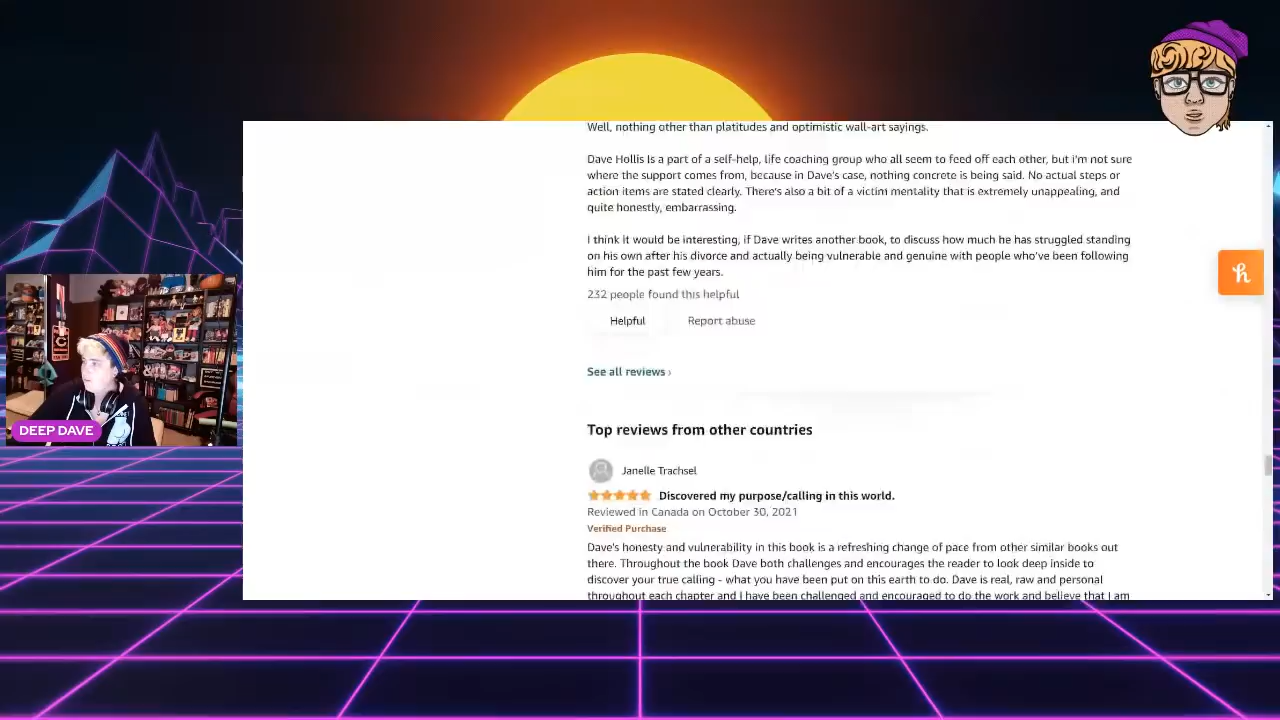 Well, nothing other than platitudes and optimistic wall-art sayings.
Dave Hollis Is a part of a self-help, life coaching group who all seem to feed off each other, but i'm not sure
where the support comes from, because in Dave's case, nothing concrete is being said. No actual steps or
action items are stated clearly. There's also a bit of a victim mentality that is extremely unappealing, and
quite honestly, embarrassing.
I think it would be interesting, if Dave writes another book, to discuss how much he has struggled standing
on his own after his divorce and actually being vulnerable and genuine with people who've been following
him for the past few years.
232 people found this helpful
Helpful
Report abuse
See all reviews ›
DEEP DAVE
Top reviews from other countries
Janelle Trachsel
Discovered my purpose/calling in this world.
Reviewed in Canada on October 30, 2021
Verified Purchase
Dave's honesty and vulnerability in this book is a refreshing change of pace from other similar books out
there. Throughout the book Dave both challenges and encourages the reader to look deep inside to
discover your true calling - what you have been put on this earth to do. Dave is real, raw and personal
throughout each chapter and I have been challenged and encouraged to do the work and believe that I am